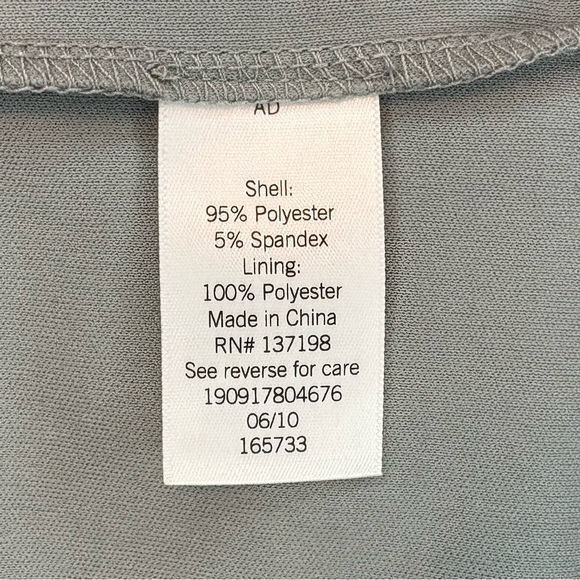 AD
Shell:
95% Polyester
5% Spandex
Lining:
100% Polyester
Made in China
RN# 137198
See reverse for care
190917804676
06/10
165733